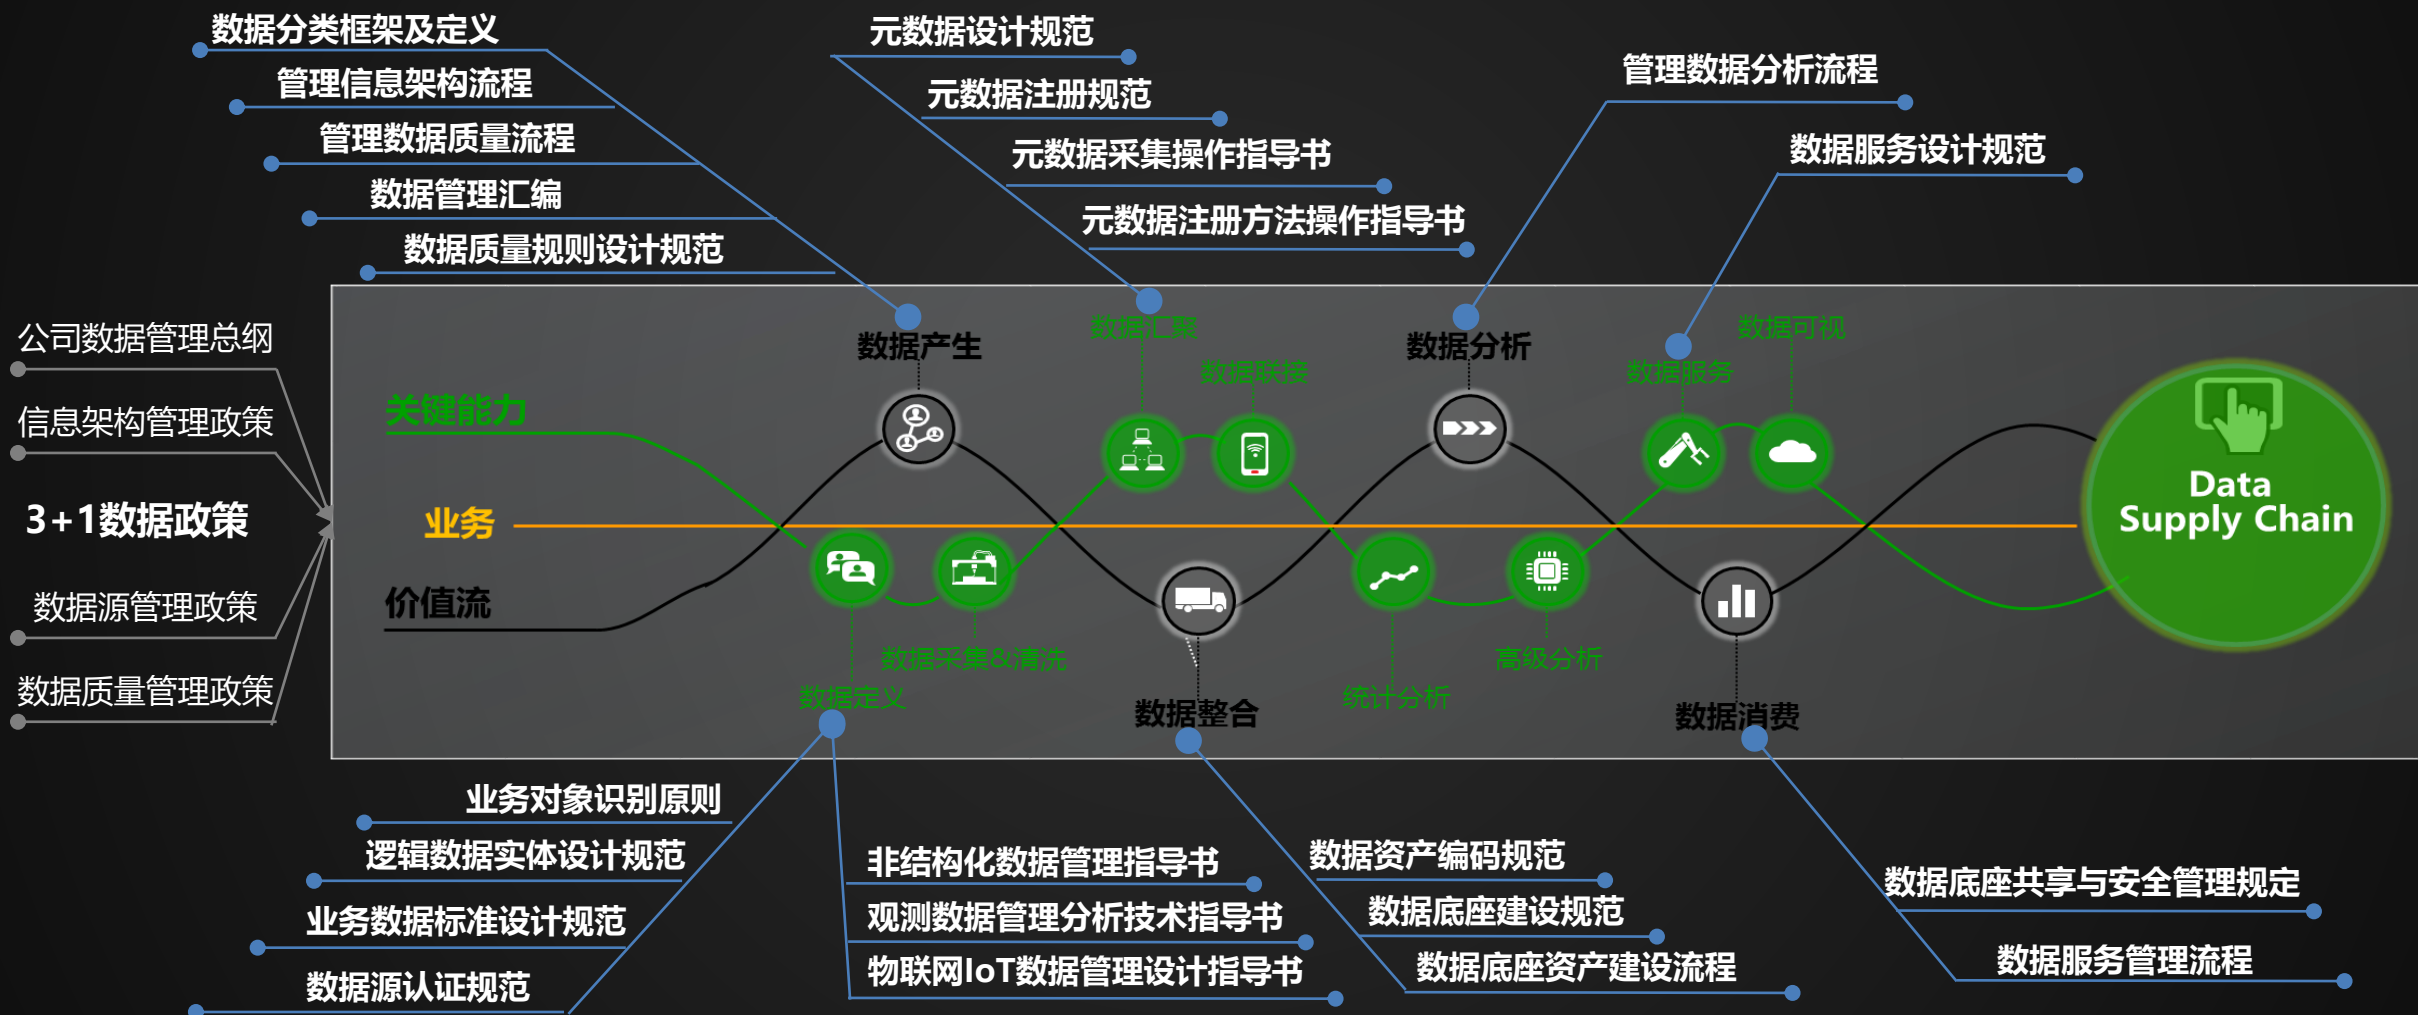 数据分类框架及定义
管理信息架构流程
管理数据质量流程
数据管理汇编
数据质量规则设计规范
元数据设计规范
元数据注册规范
元数据采集操作指导书
元数据注册方法操作指导书
管理数据分析流程
数据服务设计规范
公司数据管理总纲
信息架构管理政策
3+1数据政策
数据源管理政策
数据质量管理政策
关键能力
业务
价值流
数据产生
数据汇聚
数据联接
数据分析
数据服务
数据可视
数据定义
数据采集&清洗
数据整合
统计分析
高级分析
数据消费
Data
Supply Chain
业务对象识别原则
逻辑数据实体设计规范
业务数据标准设计规范
数据源认证规范
非结构化数据管理指导书
观测数据管理分析技术指导书
物联网IoT数据管理设计指导书
数据资产编码规范
数据底座建设规范
数据底座资产建设流程
数据底座共享与安全管理规定
数据服务管理流程